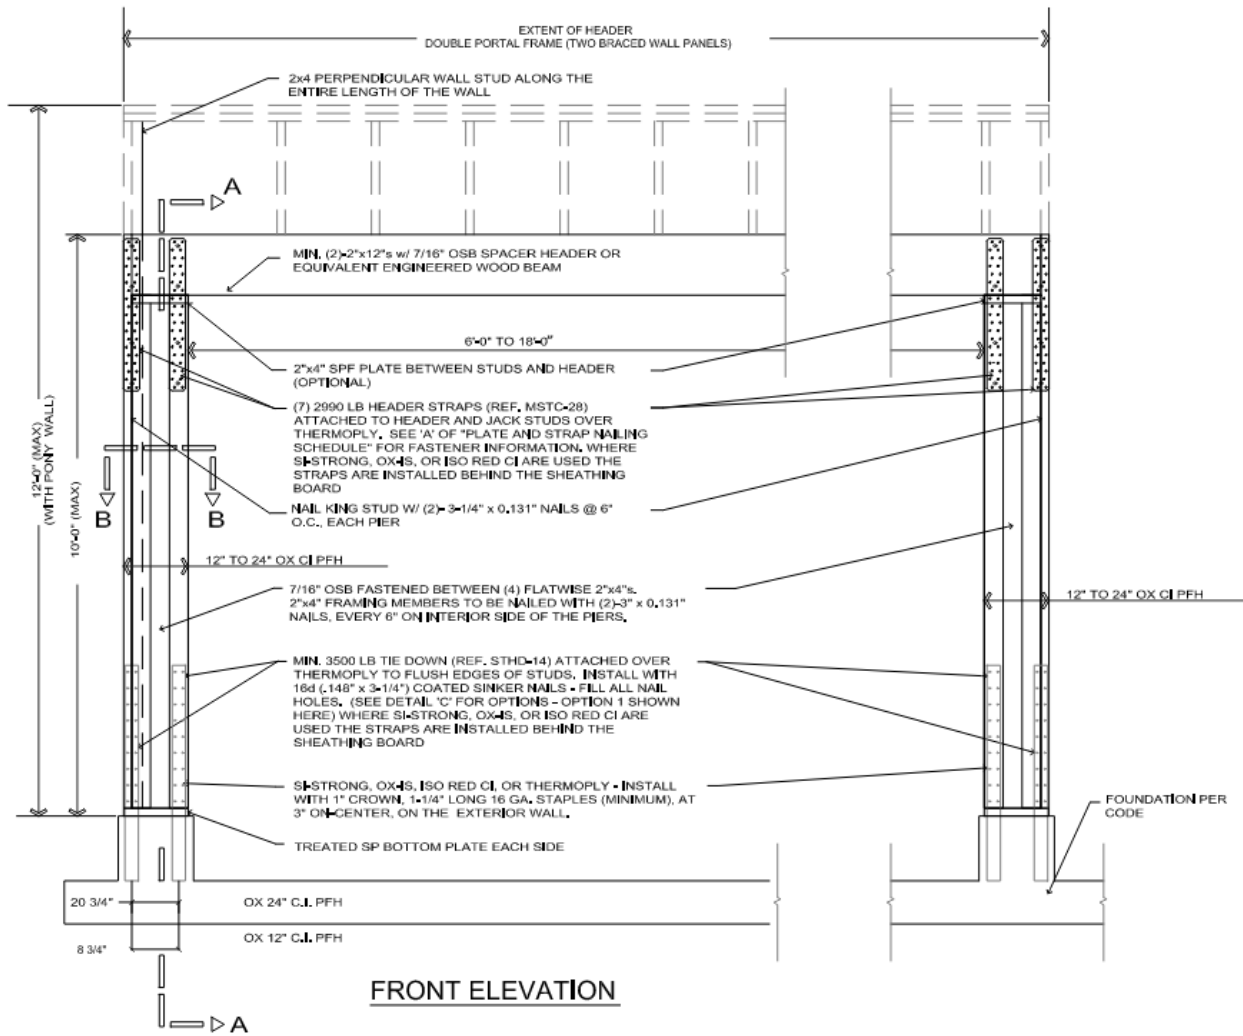 EXTENT OF HEADER
DOUBLE PORTAL FRAME (TWO BRACED WALL PANELS)
2x4 PERPENDICULAR WALL STUD ALONG THE
ENTIRE LENGTH OF THE WALL
A
MIN. (2)-2"x12"s w/ 7/16" OSB SPACER HEADER OR
EQUIVALENT ENGINEERED WOOD BEAM
6'-0" TO 18'-0"
2"x4" SPF PLATE BETWEEN STUDS AND HEADER
(OPTIONAL)
(7) 2990 LB HEADER STRAPS (REF. MSTC-28)
ATTACHED TO HEADER AND JACK STUDS OVER
THERMOPLY. SEE 'A' OF "PLATE AND STRAP NAILING
SCHEDULE" FOR FASTENER INFORMATION. WHERE
SI-STRONG, OX-IS, OR ISO RED CI ARE USED THE
STRAPS ARE INSTALLED BEHIND THE SHEATHING
BOARD
12'-0" (MAX)
(WITH PONY WALL)
10'-0" (MAX)
B
B
NAIL KING STUD W/ (2)- 3-1/4" x 0.131" NAILS @ 6"
O.C., EACH PIER
12" TO 24" OX CI PFH
7/16" OSB FASTENED BETWEEN (4) FLATWISE 2"x4"s.
2"x4" FRAMING MEMBERS TO BE NAILED WITH (2)-3" x 0.131"
NAILS, EVERY 6" ON INTERIOR SIDE OF THE PIERS.
12" TO 24" OX CI PFH
MIN. 3500 LB TIE DOWN (REF. STHD-14) ATTACHED OVER
THERMOPLY TO FLUSH EDGES OF STUDS. INSTALL WITH
16d (.148" x 3-1/4") COATED SINKER NAILS - FILL ALL NAIL
HOLES. (SEE DETAIL 'C' FOR OPTIONS - OPTION 1 SHOWN
HERE) WHERE SI-STRONG, OX-IS, OR ISO RED CI ARE
USED THE STRAPS ARE INSTALLED BEHIND THE
SHEATHING BOARD
SI-STRONG, OX-IS, ISO RED CI, OR THERMOPLY - INSTALL
WITH 1" CROWN, 1-1/4" LONG 16 GA. STAPLES (MINIMUM), AT
3" ON-CENTER, ON THE EXTERIOR WALL.
FOUNDATION PER
CODE
TREATED SP BOTTOM PLATE EACH SIDE
20 3/4"
OX 24" C.I. PFH
8 3/4"
OX 12" C.I. PFH
FRONT ELEVATION
A